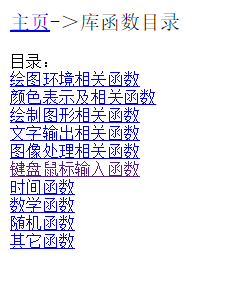 主页->库函数目录
目录：
绘图环境相关函数
颜色表示及相关函数
绘制图形相关函数
文字输出相关函数
图像处理相关函数
键盘鼠标输入函数
时间函数
数学函数
随机函数
其它函数